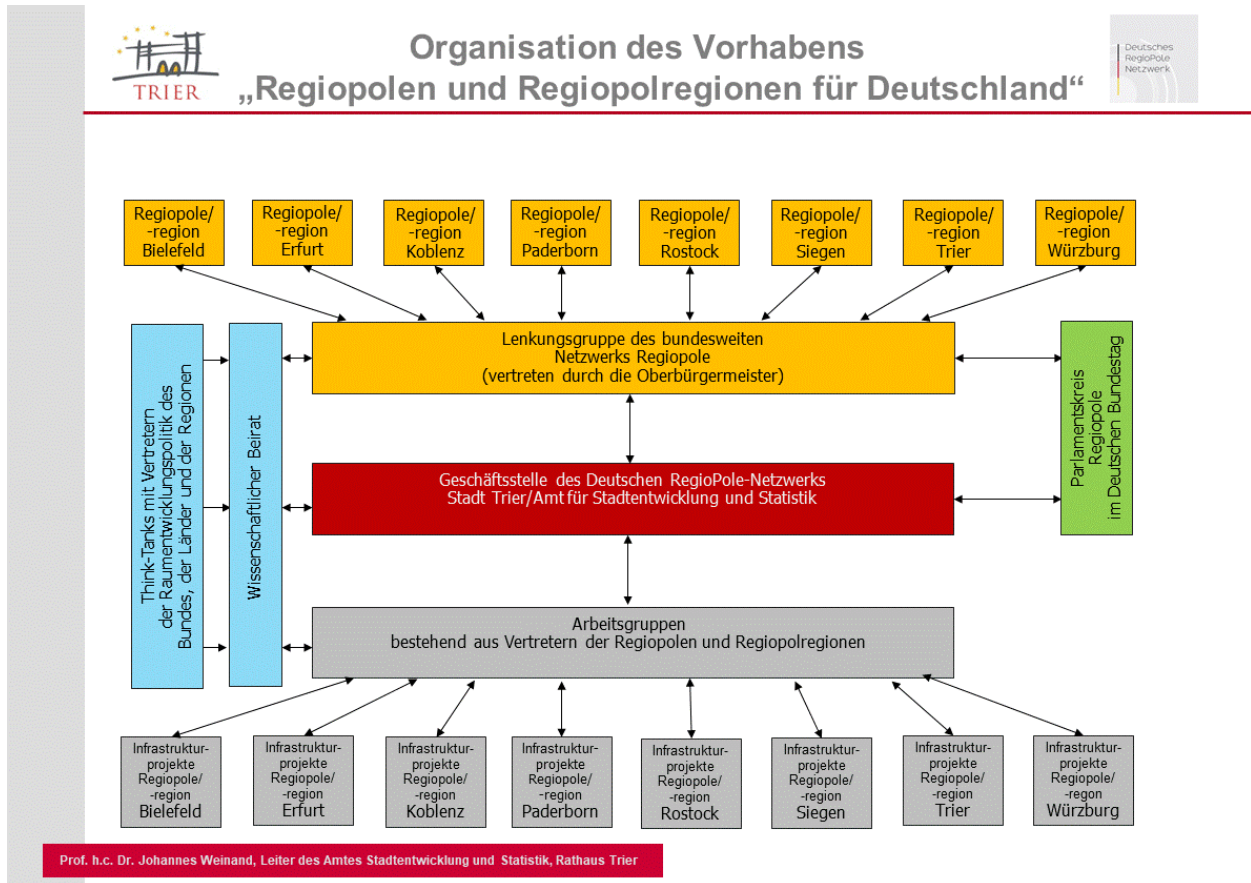 TRIER
Organisation des Vorhabens
„Regiopolen und Regiopolregionen für Deutschland“
Deutsches
RegioPole
Netzwerk
Regiopole/
-region
Bielefeld
Regiopole/
-region
Erfurt
Regiopole/
-region
Koblenz
Regiopole/
-region
Paderborn
Regiopole/
-region
Rostock
Regiopole/
-region
Siegen
Regiopole/
-region
Trier
Regiopole/
-region
Würzburg
Think-Tanks mit Vertretern
der Raumentwicklungspolitik des
Bundes, der Länder und der Regionen
Wissenschaftlicher Beirat
Lenkungsgruppe des bundesweiten
Netzwerks Regiopole
(vertreten durch die Oberbürgermeister)
Geschäftsstelle des Deutschen RegioPole-Netzwerks
Stadt Trier/Amt für Stadtentwicklung und Statistik
Arbeitsgruppen
bestehend aus Vertretern der Regiopolen und Regiopolregionen
Parlamentskreis
Regiopole
im Deutschen Bundestag
Infrastruktur-
projekte
Regiopole/
-region
Bielefeld
Infrastruktur-
projekte
Regiopole/
-region
Erfurt
Infrastruktur-
projekte
Regiopole/
-region
Koblenz
Infrastruktur-
projekte
Regiopole/
-region
Paderborn
Infrastruktur-
projekte
Regiopole/
-region
Rostock
Infrastruktur-
projekte
Regiopole/
-region
Siegen
Infrastruktur-
projekte
Regiopole/
-region
Trier
Infrastruktur-
projekte
Regiopole/
-regon
Würzburg
Prof. h.c. Dr. Johannes Weinand, Leiter des Amtes Stadtentwicklung und Statistik, Rathaus Trier